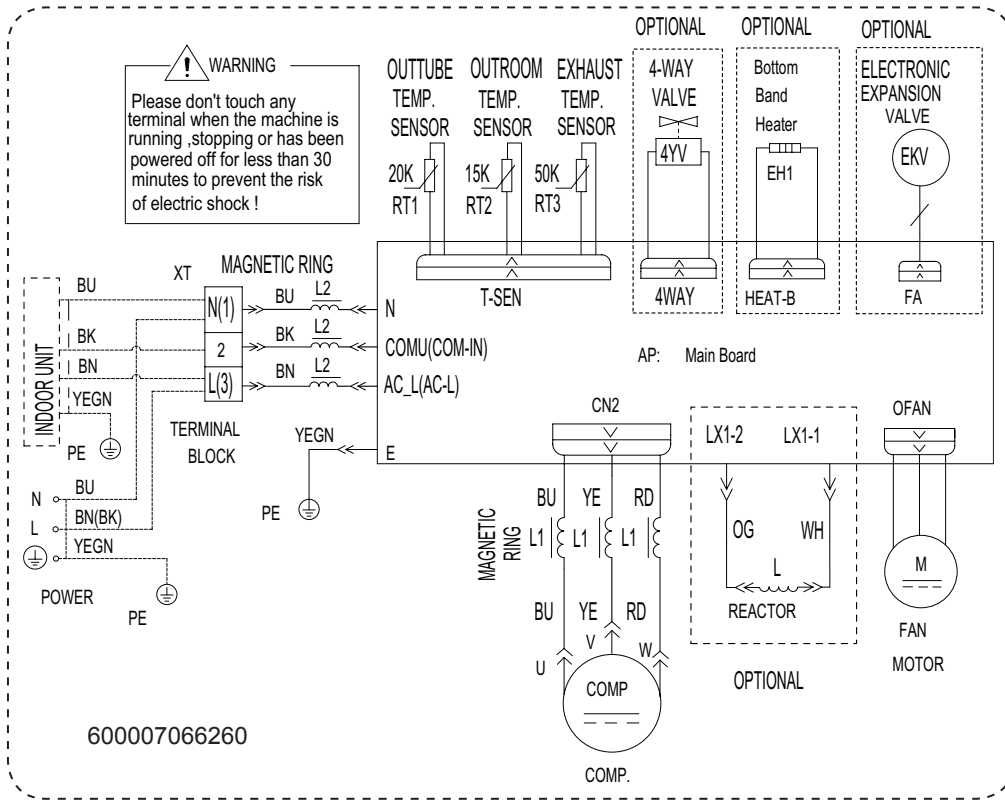 WARNING
Please don't touch any
terminal when the machine is
running ,stopping or has been
powered off for less than 30
minutes to prevent the risk
of electric shock !
OUTTUBE
TEMP.
SENSOR
OUTROOM
TEMP.
SENSOR
EXHAUST
TEMP.
SENSOR
20K
RT1
15K
RT2
50K
RT3
T-SEN
OPTIONAL
4-WAY
VALVE
4YV
4WAY
OPTIONAL
Bottom
Band
Heater
EH1
HEAT-B
OPTIONAL
ELECTRONIC
EXPANSION
VALVE
EKV
FA
INDOOR UNIT
BU
BK
BN
YEGN
PE
XT
N(1)
2
L(3)
TERMINAL
BLOCK
MAGNETIC RING
BU
L2
BK
L2
BN
L2
N
COMU(COM-IN)
AC_L(AC-L)
E
YEGN
PE
AP: Main Board
N
BU
L
BN(BK)
YEGN
POWER
PE
CN2
MAGNETIC
RING
BU
YE
RD
L1
L1
L1
BU
YE
RD
U
V
W
COMP
COMP.
LX1-2
LX1-1
OG
WH
L
REACTOR
OPTIONAL
OFAN
M
FAN
MOTOR
600007066260